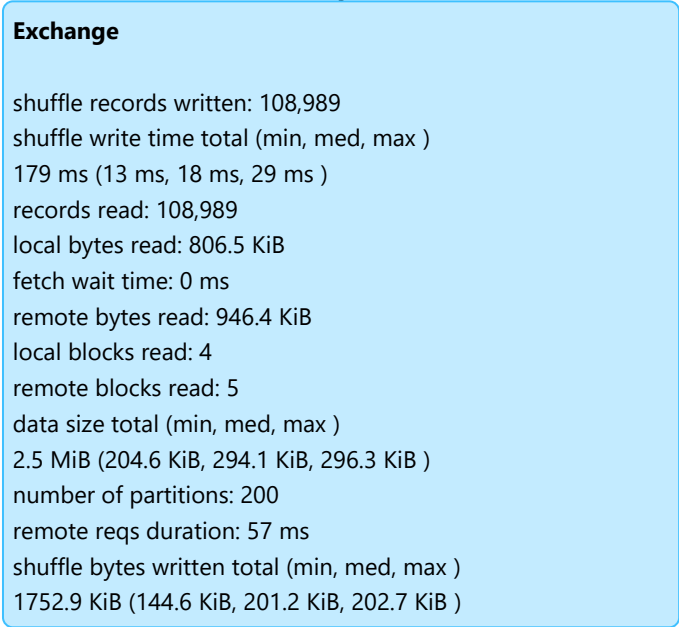 Exchange
shuffle records written: 108,989
shuffle write time total (min, med, max )
179 ms (13 ms, 18 ms, 29 ms )
records read: 108,989
local bytes read: 806.5 KiB
fetch wait time: 0 ms
remote bytes read: 946.4 KiB
local blocks read: 4
remote blocks read: 5
data size total (min, med, max )
2.5 MiB (204.6 KiB, 294.1 KiB, 296.3 KiB )
number of partitions: 200
remote reqs duration: 57 ms
shuffle bytes written total (min, med, max )
1752.9 KiB (144.6 KiB, 201.2 KiB, 202.7 KiB )